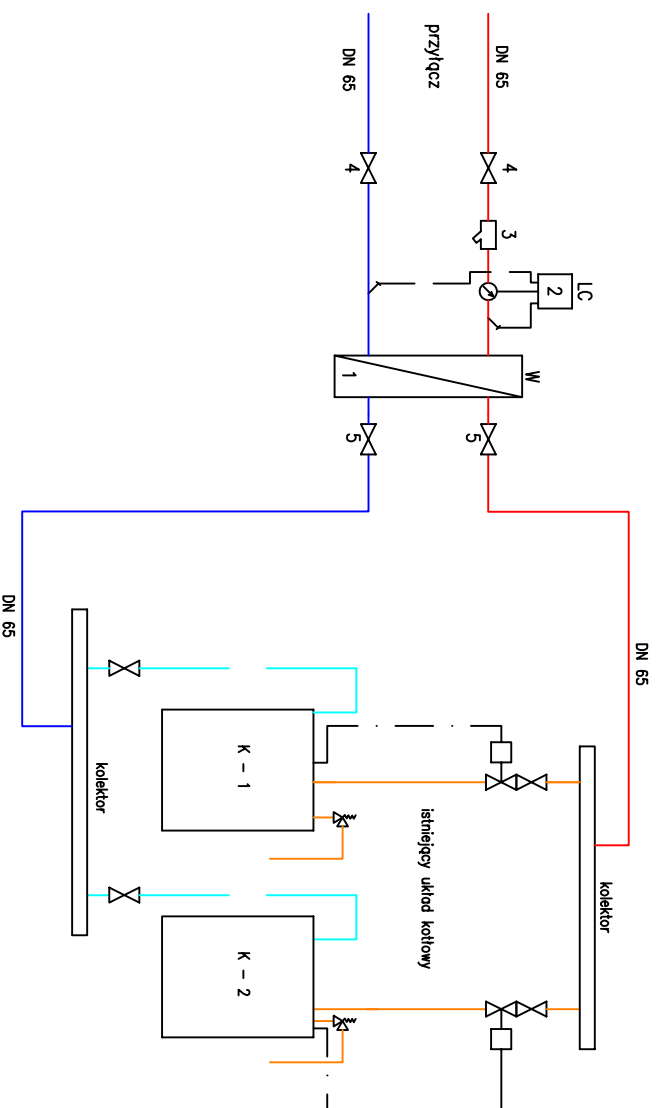 DN 65
przyłącz
DN 65
4
4
3
LC
2
W
1
5
5
DN 65
DN 65
kolektor
kolektor
K - 1
istniejący układ kotłowy
K - 2